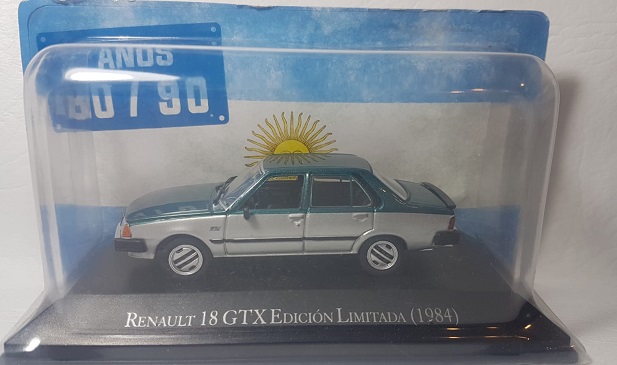 AÑOS
80 / 90
RENAULT 18 GTX EDICIÓN LIMITADA (1984)